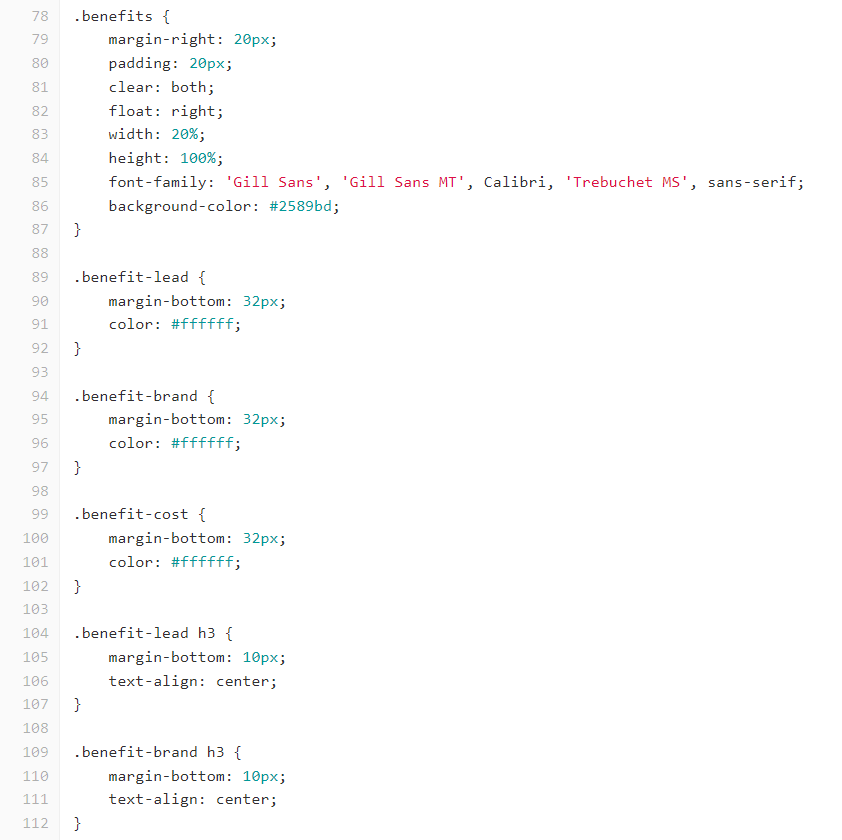 78 .benefits {
79     margin-right: 20px;
80     padding: 20px;
81     clear: both;
82     float: right;
83     width: 20%;
84     height: 100%;
85     font-family: 'Gill Sans', 'Gill Sans MT', Calibri, 'Trebuchet MS', sans-serif;
86     background-color: #2589bd;
87 }
88
89 .benefit-lead {
90     margin-bottom: 32px;
91     color: #ffffff;
92 }
93
94 .benefit-brand {
95     margin-bottom: 32px;
96     color: #ffffff;
97 }
98
99 .benefit-cost {
100     margin-bottom: 32px;
101     color: #ffffff;
102 }
103
104 .benefit-lead h3 {
105     margin-bottom: 10px;
106     text-align: center;
107 }
108
109 .benefit-brand h3 {
110     margin-bottom: 10px;
111     text-align: center;
112 }